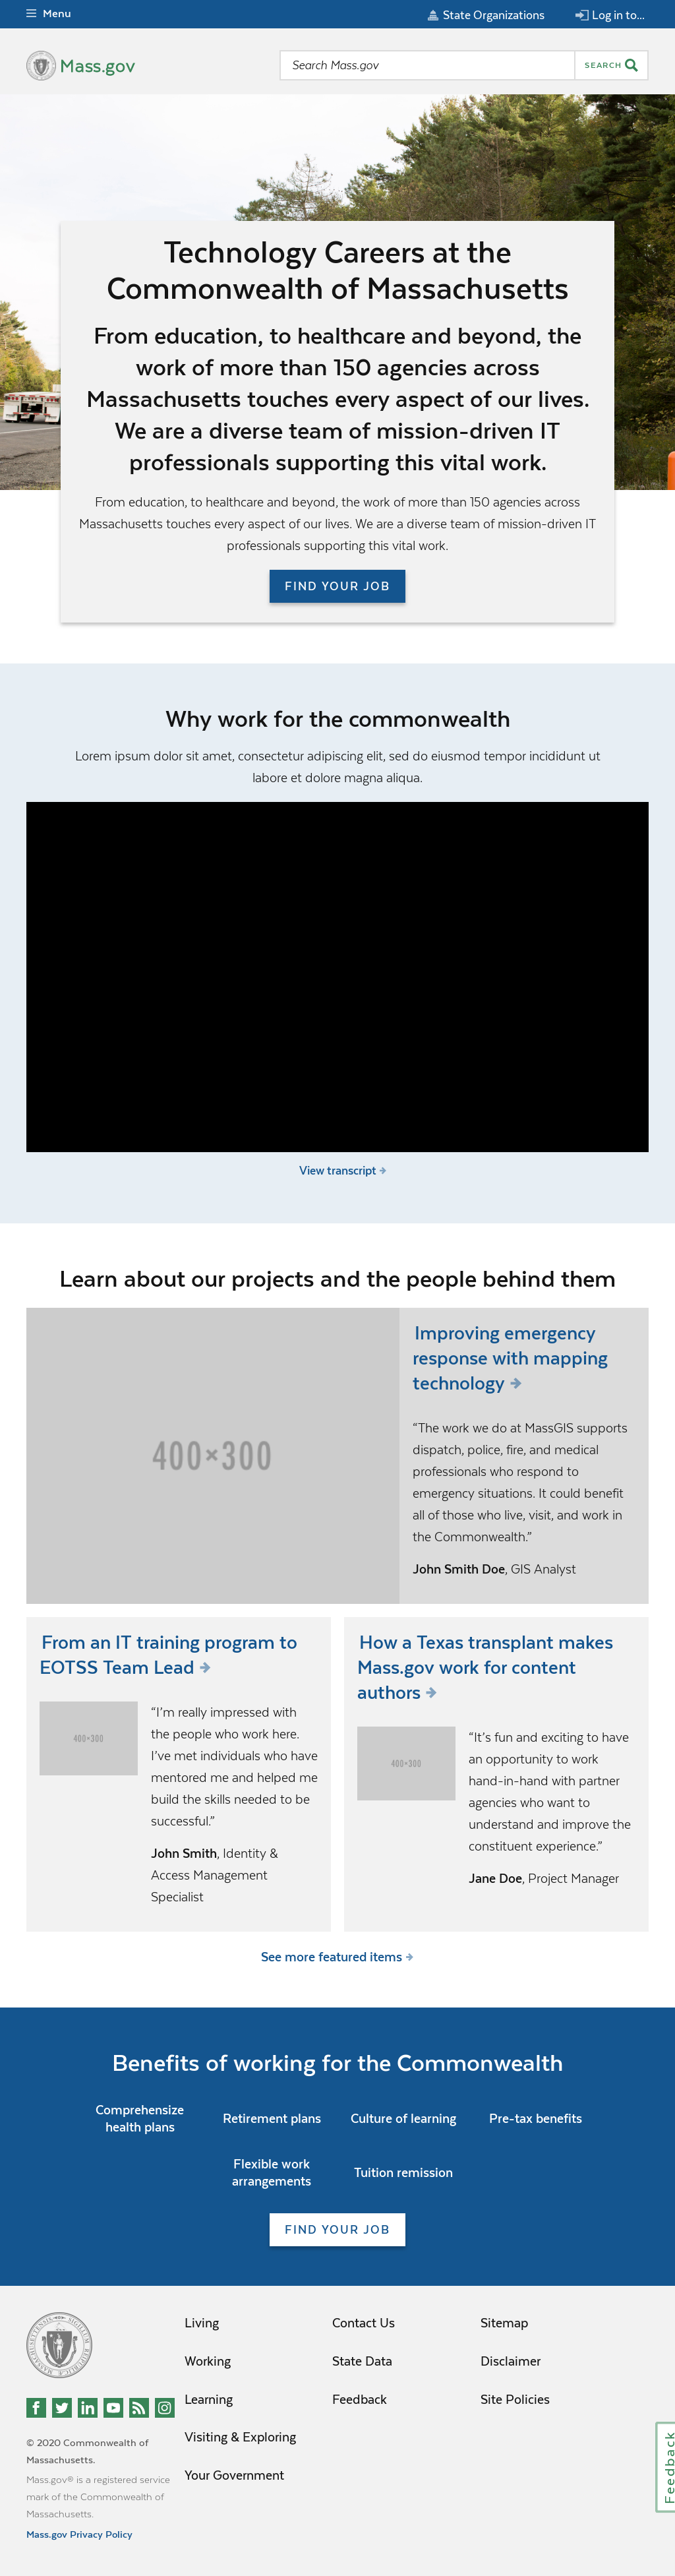 Menu
State Organizations
Log in to...
Mass.gov
Search Mass.gov
SEARCH
Technology Careers at the
Commonwealth of Massachusetts
From education, to healthcare and beyond, the
work of more than 150 agencies across
Massachusetts touches every aspect of our lives.
We are a diverse team of mission-driven IT
professionals supporting this vital work.
From education, to healthcare and beyond, the work of more than 150 agencies across
Massachusetts touches every aspect of our lives. We are a diverse team of mission-driven IT
professionals supporting this vital work.
FIND YOUR JOB
Why work for the commonwealth
Lorem ipsum dolor sit amet, consectetur adipiscing elit, sed do eiusmod tempor incididunt ut
labore et dolore magna aliqua.
View transcript
Learn about our projects and the people behind them
400×300
Improving emergency
response with mapping
technology
“The work we do at MassGIS supports
dispatch, police, fire, and medical
professionals who respond to
emergency situations. It could benefit
all of those who live, visit, and work in
the Commonwealth.”
John Smith Doe, GIS Analyst
From an IT training program to
EOTSS Team Lead
400×300
“I’m really impressed with
the people who work here.
I’ve met individuals who have
mentored me and helped me
build the skills needed to be
successful.”
John Smith, Identity &
Access Management
Specialist
How a Texas transplant makes
Mass.gov work for content
authors
400×300
“It’s fun and exciting to have
an opportunity to work
hand-in-hand with partner
agencies who want to
understand and improve the
constituent experience.”
Jane Doe, Project Manager
See more featured items
Benefits of working for the Commonwealth
Comprehensize
health plans
Retirement plans
Culture of learning
Pre-tax benefits
Flexible work
arrangements
Tuition remission
FIND YOUR JOB
Living
Working
Learning
Visiting & Exploring
Your Government
Contact Us
State Data
Feedback
Sitemap
Disclaimer
Site Policies
© 2020 Commonwealth of
Massachusetts.
Mass.gov® is a registered service
mark of the Commonwealth of
Massachusetts.
Mass.gov Privacy Policy
Feedback